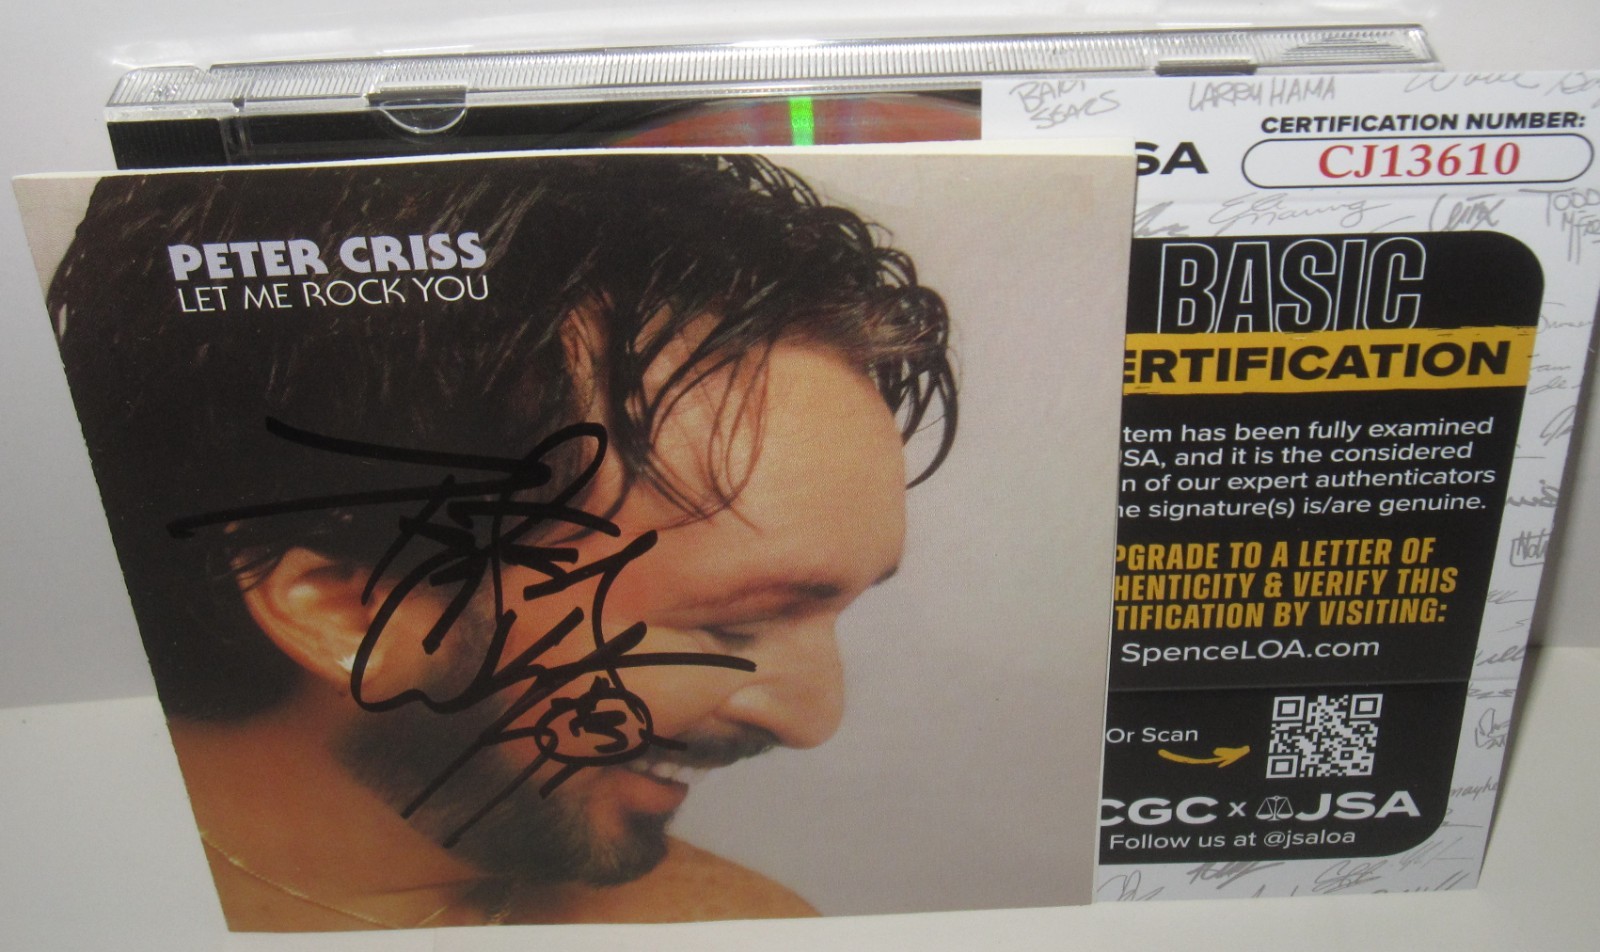 PETER CRISS
LET ME ROCK YOU
BART SEARS
LARRY HAMA
SA
CERTIFICATION NUMBER:
CJ13610
TODD
BASIC
ERTIFICATION
tem has been fully examined
SA, and it is the considered
n of our expert authenticators
he signature(s) is/are genuine.
PGRADE TO A LETTER OF
HENTICITY & VERIFY THIS
TIFICATION BY VISITING:
SpenceLOA.com
Or Scan
CGC x JSA
Follow us at @jsaloa